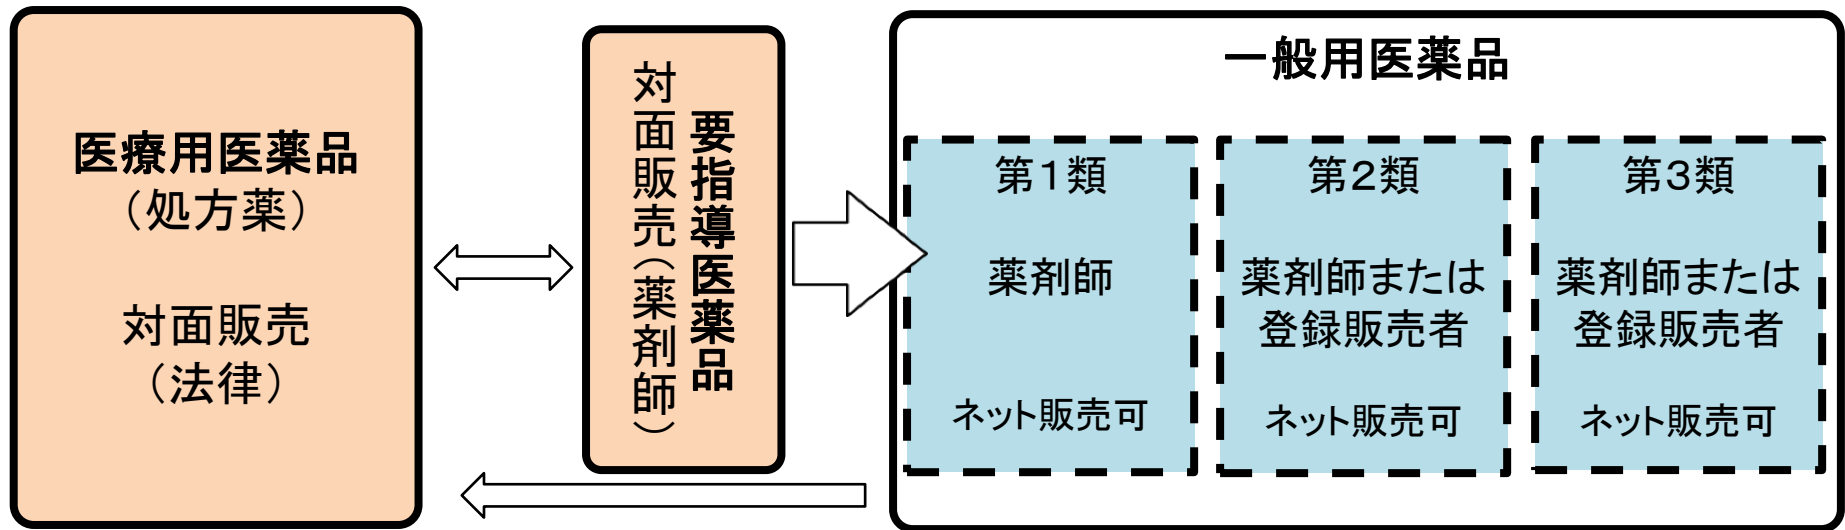 医療用医薬品
（処方薬）
対面販売
（法律）
要指導医薬品
対面販売（薬剤師）
一般用医薬品
第１類
薬剤師
ネット販売可
第２類
薬剤師または
登録販売者
ネット販売可
第３類
薬剤師または
登録販売者
ネット販売可